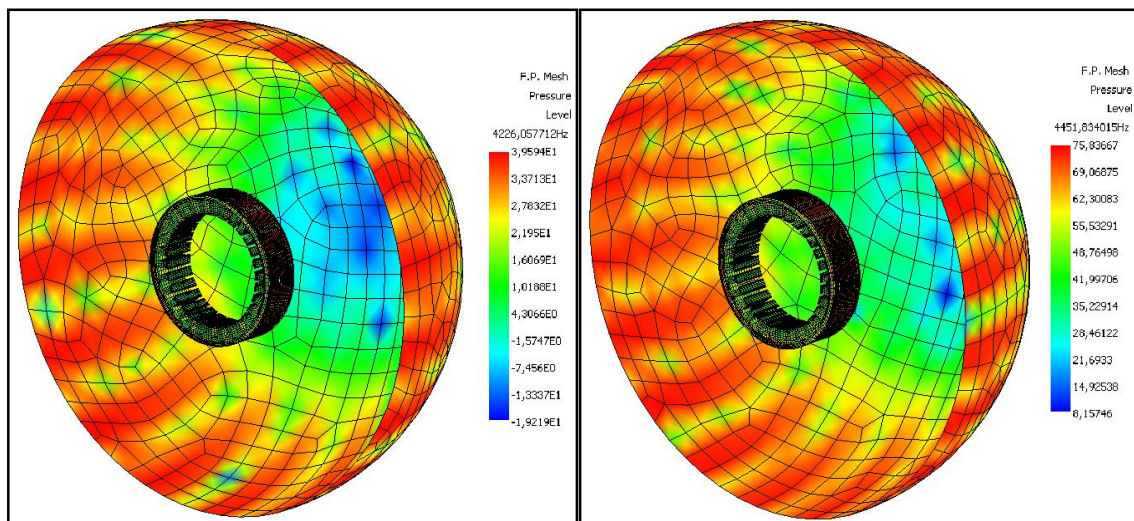 F.P. Mesh
Pressure
Level
4226,057712Hz
3,9594E1
3,3713E1
2,7832E1
2,195E1
1,6069E1
1,0188E1
4,3066E0
-1,5747E0
-7,456E0
-1,3337E1
-1,9219E1
F.P. Mesh
Pressure
Level
4451,834015Hz
75,83667
69,06875
62,30083
55,53291
48,76498
41,99706
35,22914
28,46122
21,6933
14,92538
8,15746